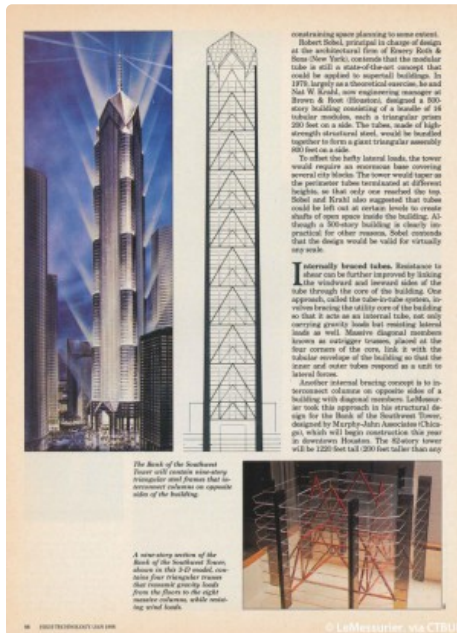 constraining space planning to some extent.
Robert Sobel, principal in charge of design
at the architectural firm of Emery Roth &
Sons (New York), contends that the modular
tube is still a state-of-the-art concept that
could be applied to supertall buildings. In
1979, largely as a theoretical exercise, he and
Nat W. Krahl, now engineering manager at
Brown & Root (Houston), designed a 500-
story building consisting of a bundle of 16
tubular modules, each a triangular prism
200 feet on a side. The tubes, made of high-
strength structural steel, would be bundled
together to form a giant triangular assembly
800 feet on a side.
To offset the hefty lateral loads, the tower
would require an enormous base covering
several city blocks. The tower would taper as
the perimeter tubes terminated at different
heights, so that only one reached the top.
Sobel and Krahl also suggested that tubes
could be left out at certain levels to create
shafts of open space inside the building. Al-
though a 500-story building is clearly im-
practical for other reasons, Sobel contends
that the design would be valid for virtually
any scale.
Internally braced tubes. Resistance to
shear can be further improved by linking
the windward and leeward sides of the
tube through the core of the building. One
approach, called the tube-in-tube system, in-
volves bracing the utility core of the building
so that it acts as an internal tube, not only
carrying gravity loads but resisting lateral
loads as well. Massive diagonal members
known as outrigger trusses, placed at the
four corners of the core, link it with the
tubular envelope of the building so that the
inner and outer tubes respond as a unit to
lateral forces.
Another internal bracing concept is to in-
terconnect columns on opposite sides of a
building with diagonal members. LeMessur-
ier took this approach in his structural de-
sign for the Bank of the Southwest Tower,
designed by Murphy-Jahn Associates (Chica-
go), which will begin construction this year
in downtown Houston. The 82-story tower
will be 1220 feet tall (200 feet taller than any
The Bank of the Southwest
Tower will contain nine-story
triangular steel frames that in-
terconnect columns on opposite
sides of the building.
A nine-story section of the
Bank of the Southwest Tower,
shown in this 3-D model, con-
tains four triangular trusses
that transmit gravity loads
from the floors to the eight
massive columns, while resist-
ing wind loads.
HIGH TECHNOLOGY/JAN
© LeMessurier, via CTBU